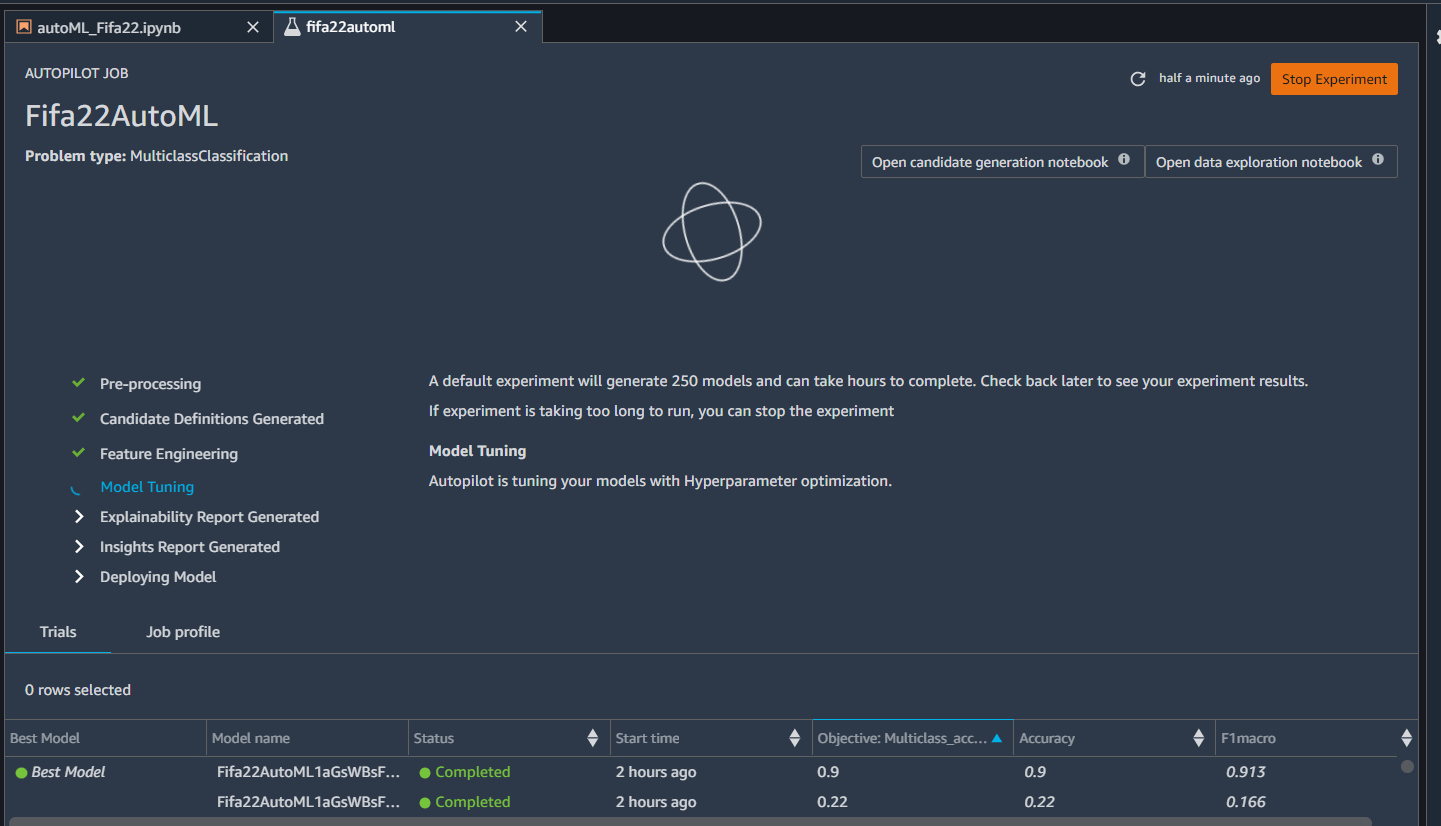 autoML_Fifa22.ipynb
fifa22automl
AUTOPILOT JOB
half a minute ago
Stop Experiment
Fifa22AutoML
Problem type: MulticlassClassification
Open candidate generation notebook
Open data exploration notebook
Pre-processing
Candidate Definitions Generated
Feature Engineering
Model Tuning
Explainability Report Generated
Insights Report Generated
Deploying Model
A default experiment will generate 250 models and can take hours to complete. Check back later to see your experiment results.
If experiment is taking too long to run, you can stop the experiment
Model Tuning
Autopilot is tuning your models with Hyperparameter optimization.
Trials Job profile
0 rows selected
Best Model Model name Status Start time Objective: Multiclass_acc... Accuracy F1macro
Best Model Fifa22AutoML1aGsWBsF... Completed 2 hours ago 0.9 0.9 0.913
Fifa22AutoML1aGsWBsF... Completed 2 hours ago 0.22 0.22 0.166